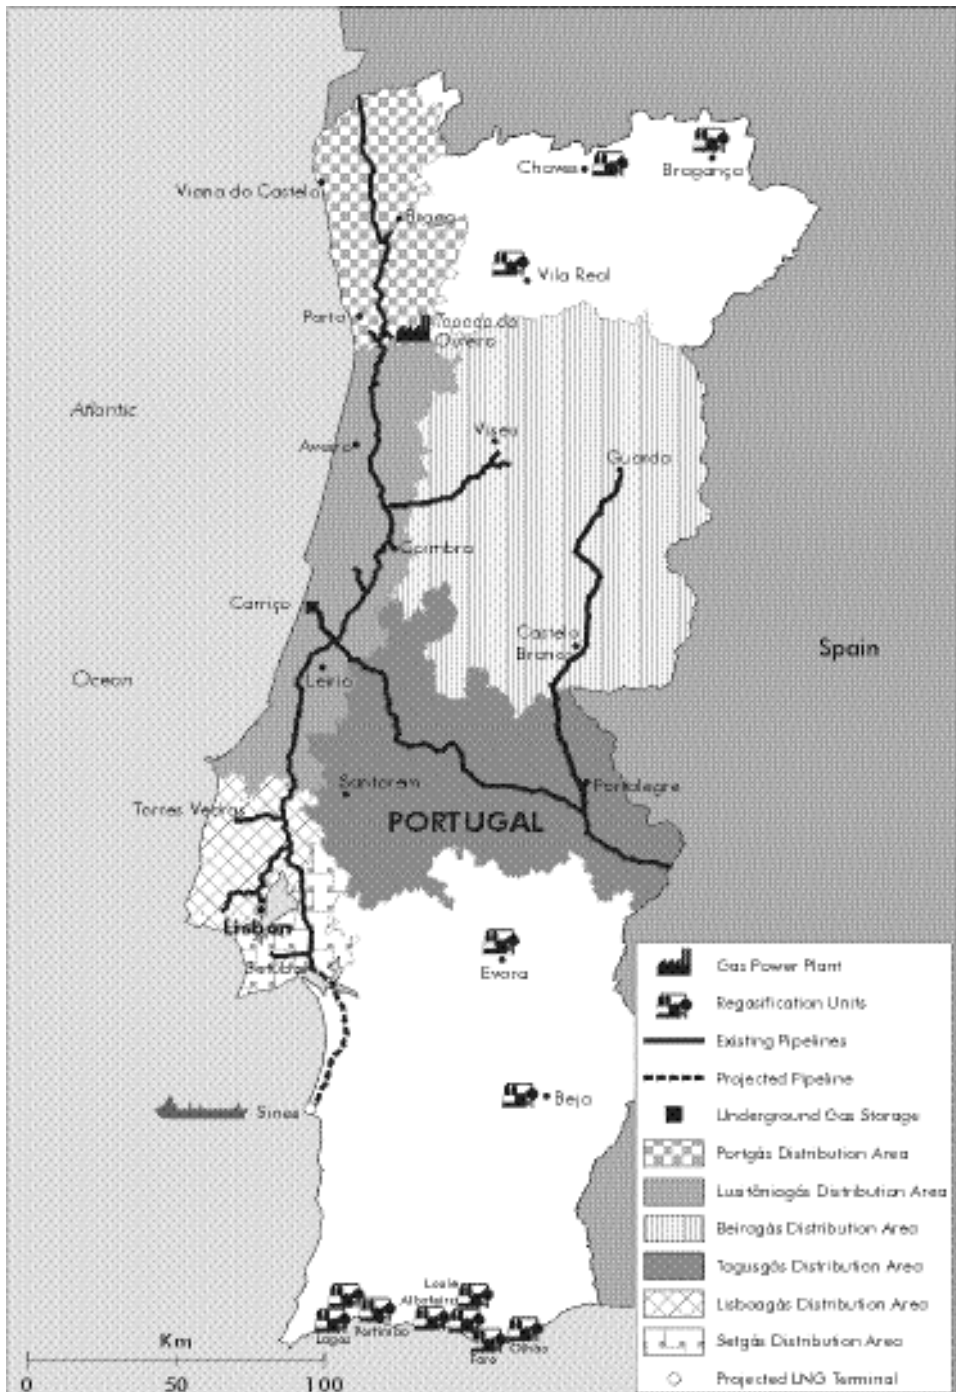 Chaves
Bragança
Viana do Castelo
Braga
Vila Real
Porto
Tapada do
Outeiro
Atlantic
Viseu
Aveiro
Guarda
Coimbra
Carriço
Castelo
Branco
Spain
Ocean
Leiria
Santarem
Portalegre
Torres Vedras
PORTUGAL
Lisbon
Setúbal
Evora
Beja
Sines
Loule
Albufeira
Lagos
Portimão
Faro
Olhão
Km
0 50 100
Gas Power Plant
Regasification Units
Existing Pipelines
Projected Pipeline
Underground Gas Storage
Portgás Distribution Area
Lusitâniagás Distribution Area
Beiragás Distribution Area
Tagusgás Distribution Area
Lisboagás Distribution Area
Setgás Distribution Area
Projected LNG Terminal